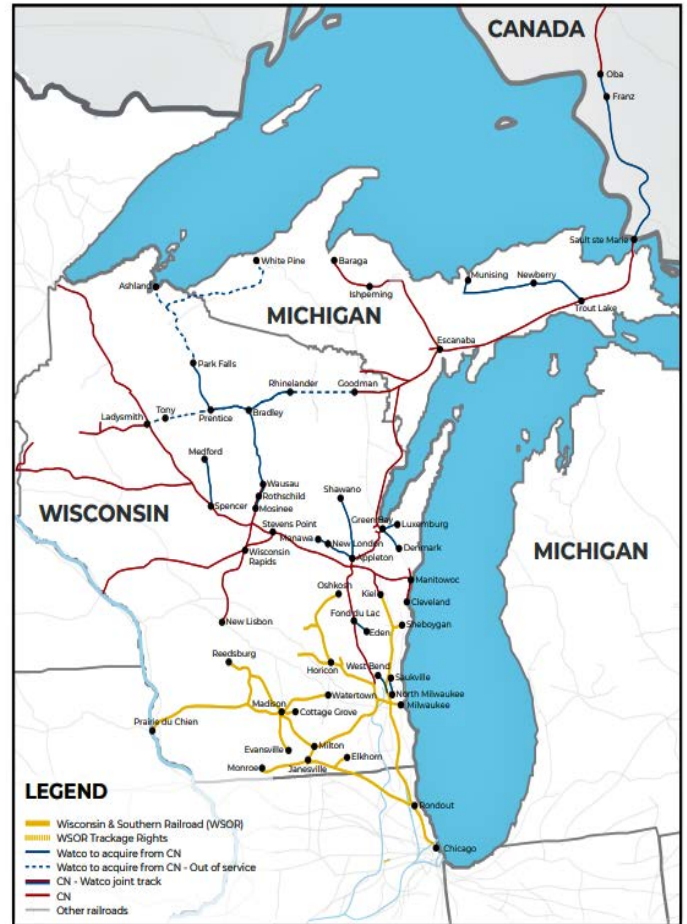 CANADA
Oba
Franz
Sault ste Marie
White Pine
Baraga
Munising
Newberry
Ashland
Ishpeming
Trout Lake
MICHIGAN
Escanaba
Park Falls
Rhinelander
Goodman
Tony
Ladysmith
Prentice
Bradley
Medford
Wausau
Shawano
Rothschild
WISCONSIN
Spencer
Mosinee
Green Bay
Luxemburg
Stevens Point
Manawa
New London
Denmark
MICHIGAN
Wisconsin
Rapids
Appleton
Manitowoc
Oshkosh
Kiel
Cleveland
New Lisbon
Fond du Lac
Sheboygan
Eden
Reedsburg
Horicon
West Bend
Saukville
Watertown
North Milwaukee
Madison
Cottage Grove
Milwaukee
Prairie du Chien
Evansville
Milton
Elkhorn
Monroe
Janesville
Rondout
Chicago
LEGEND
Wisconsin & Southern Railroad (WSOR)
WSOR Trackage Rights
Watco to acquire from CN
Watco to acquire from CN - Out of service
CN - Watco joint track
CN
Other railroads